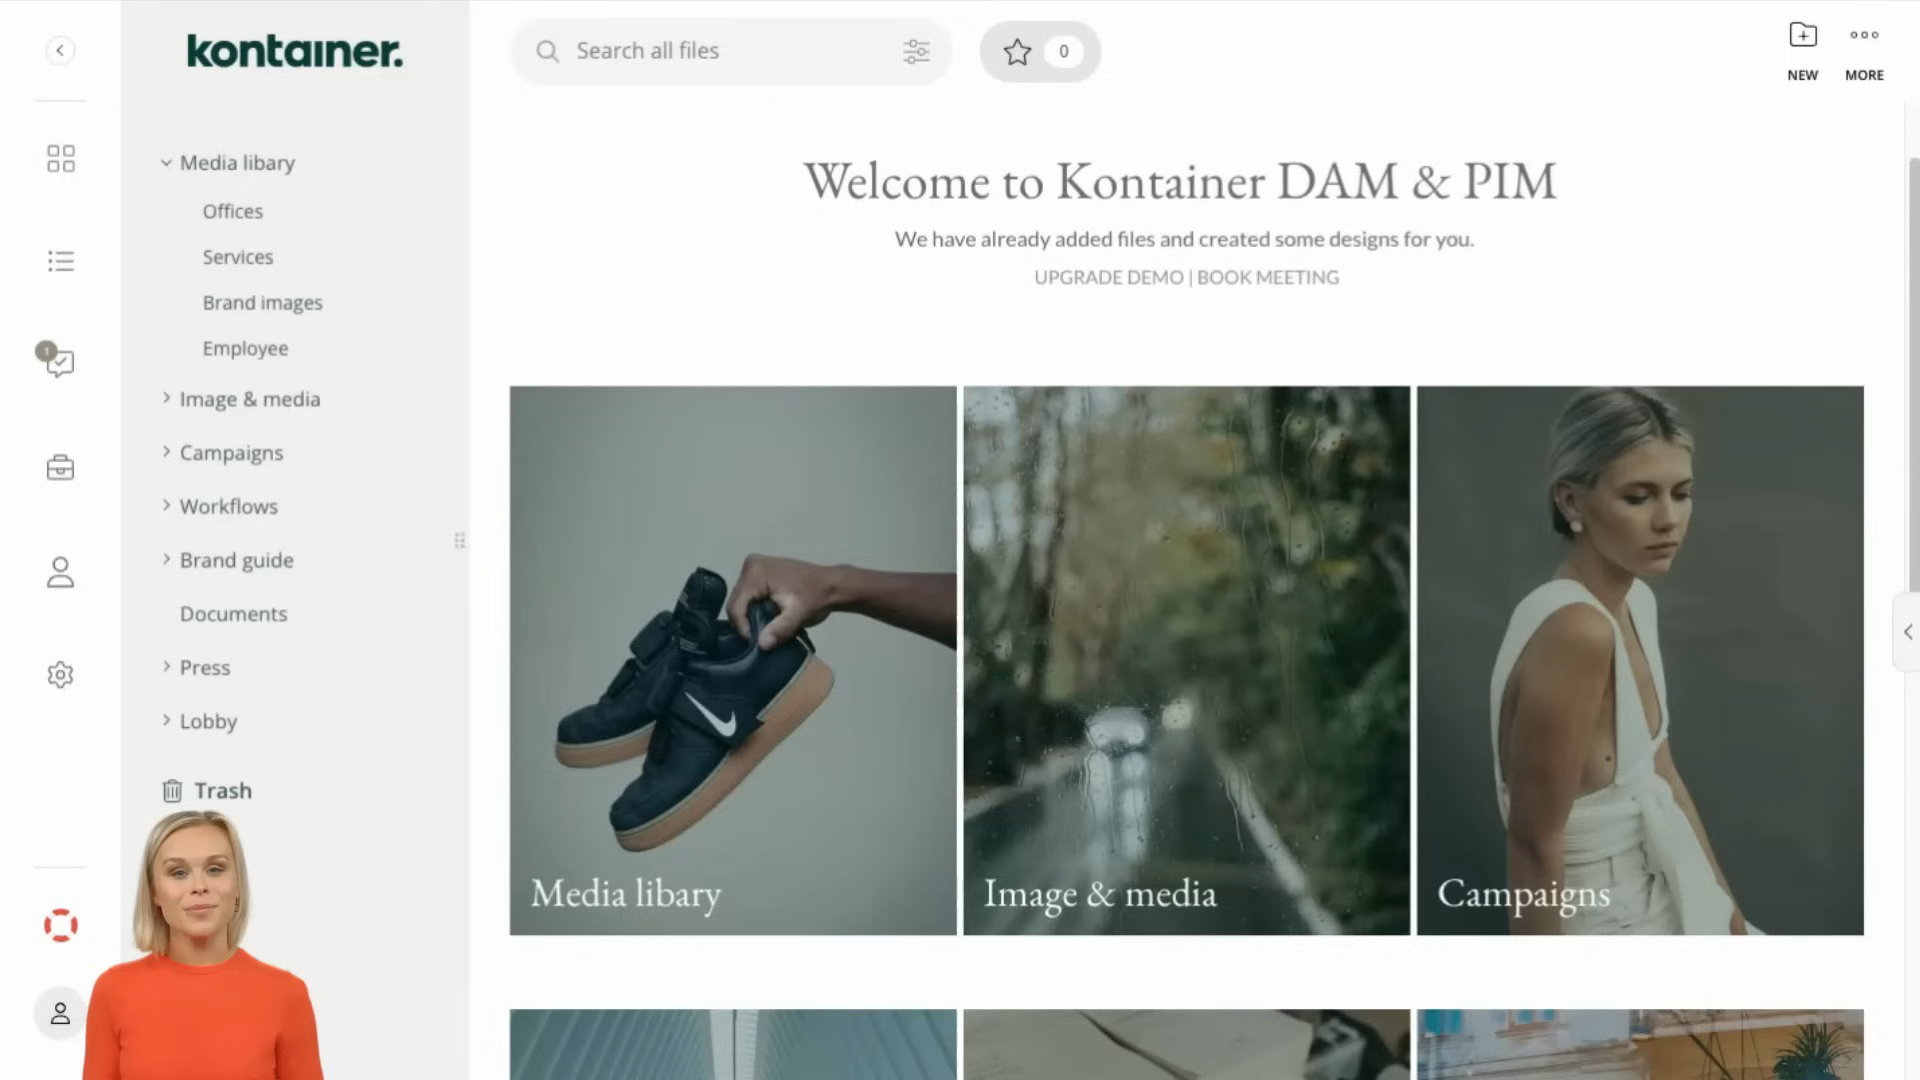 kontainer.
Search all files
0
NEW
MORE
Media libary
Offices
Services
Brand images
Employee
Image & media
Campaigns
Workflows
Brand guide
Documents
Press
Lobby
Trash
1
Welcome to Kontainer DAM & PIM
We have already added files and created some designs for you.
UPGRADE DEMO | BOOK MEETING
Media libary
Image & media
Campaigns